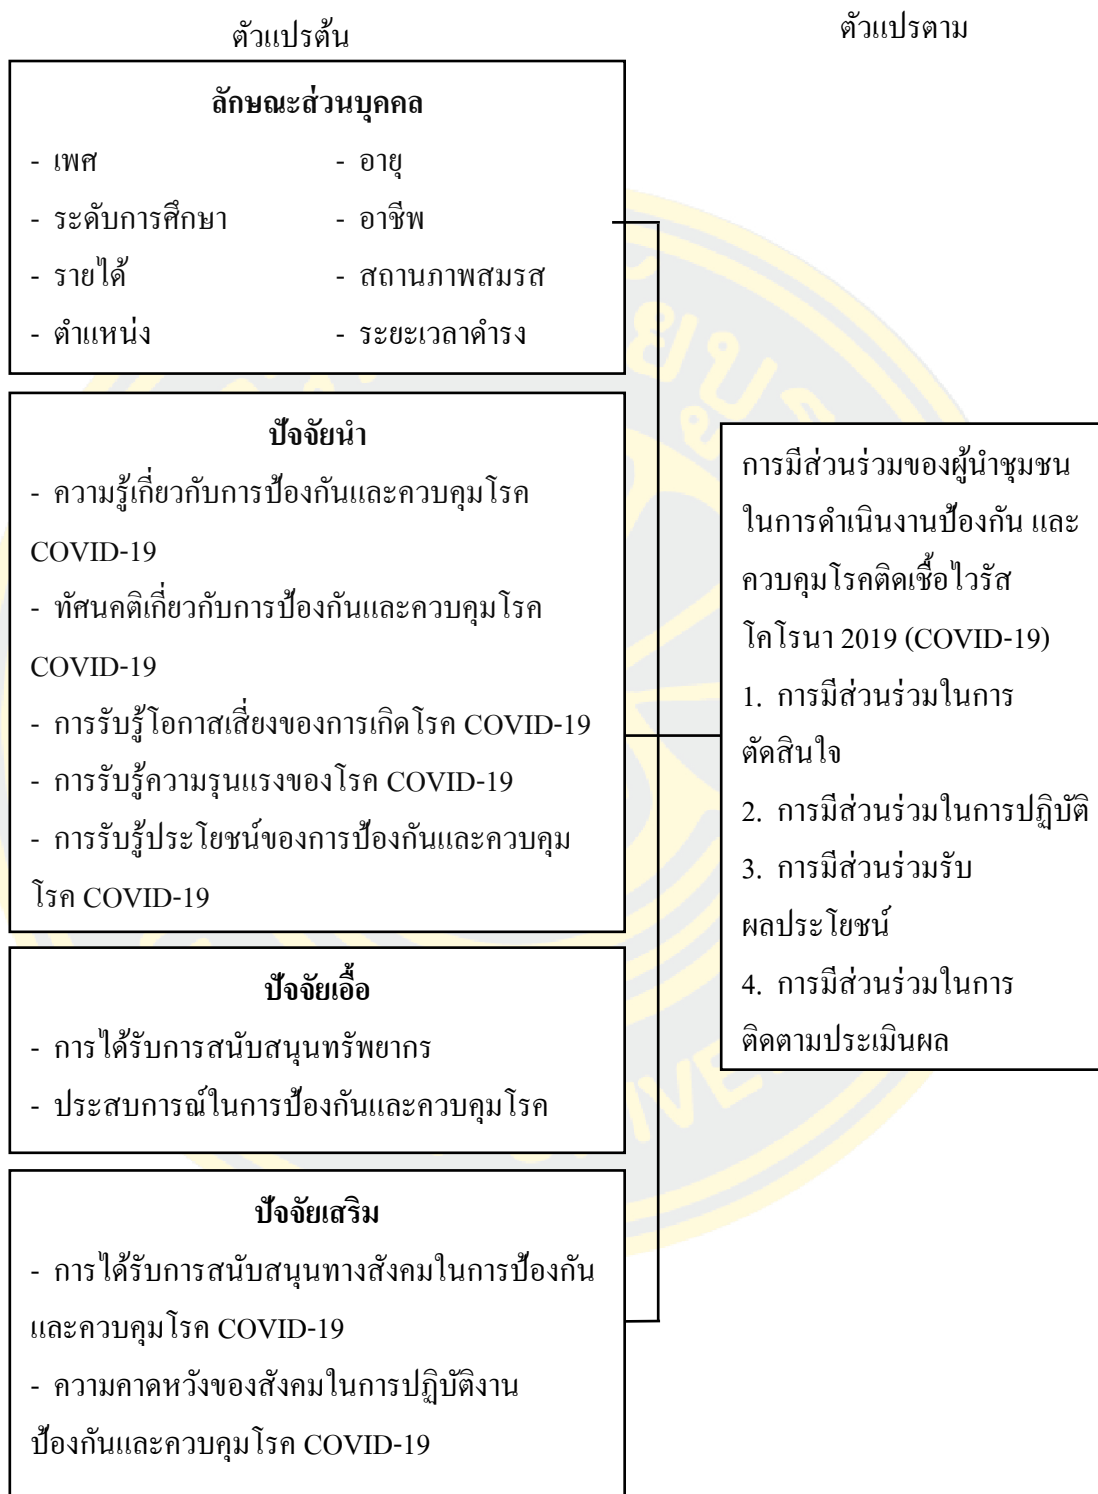 ตัวแปรต้น
ตัวแปรตาม
ลักษณะส่วนบุคคล
- เพศ - อายุ
- ระดับการศึกษา - อาชีพ
- รายได้ - สถานภาพสมรส
- ตำแหน่ง - ระยะเวลาดำรง
ปัจจัยนำ
- ความรู้เกี่ยวกับการป้องกันและควบคุมโรค
COVID-19
- ทัศนคติเกี่ยวกับการป้องกันและควบคุมโรค
COVID-19
- การรับรู้โอกาสเสี่ยงของการเกิดโรค COVID-19
- การรับรู้ความรุนแรงของโรค COVID-19
- การรับรู้ประโยชน์ของการป้องกันและควบคุม
โรค COVID-19
ปัจจัยเอื้อ
- การได้รับการสนับสนุนทรัพยากร
- ประสบการณ์ในการป้องกันและควบคุมโรค
ปัจจัยเสริม
- การได้รับการสนับสนุนทางสังคมในการป้องกัน
และควบคุมโรค COVID-19
- ความคาดหวังของสังคมในการปฏิบัติงาน
ป้องกันและควบคุมโรค COVID-19
การมีส่วนร่วมของผู้นำชุมชน
ในการดำเนินงานป้องกัน และ
ควบคุมโรคติดเชื้อไวรัส
โคโรนา 2019 (COVID-19)
1. การมีส่วนร่วมในการ
ตัดสินใจ
2. การมีส่วนร่วมในการปฏิบัติ
3. การมีส่วนร่วมรับ
ผลประโยชน์
4. การมีส่วนร่วมในการ
ติดตามประเมินผล